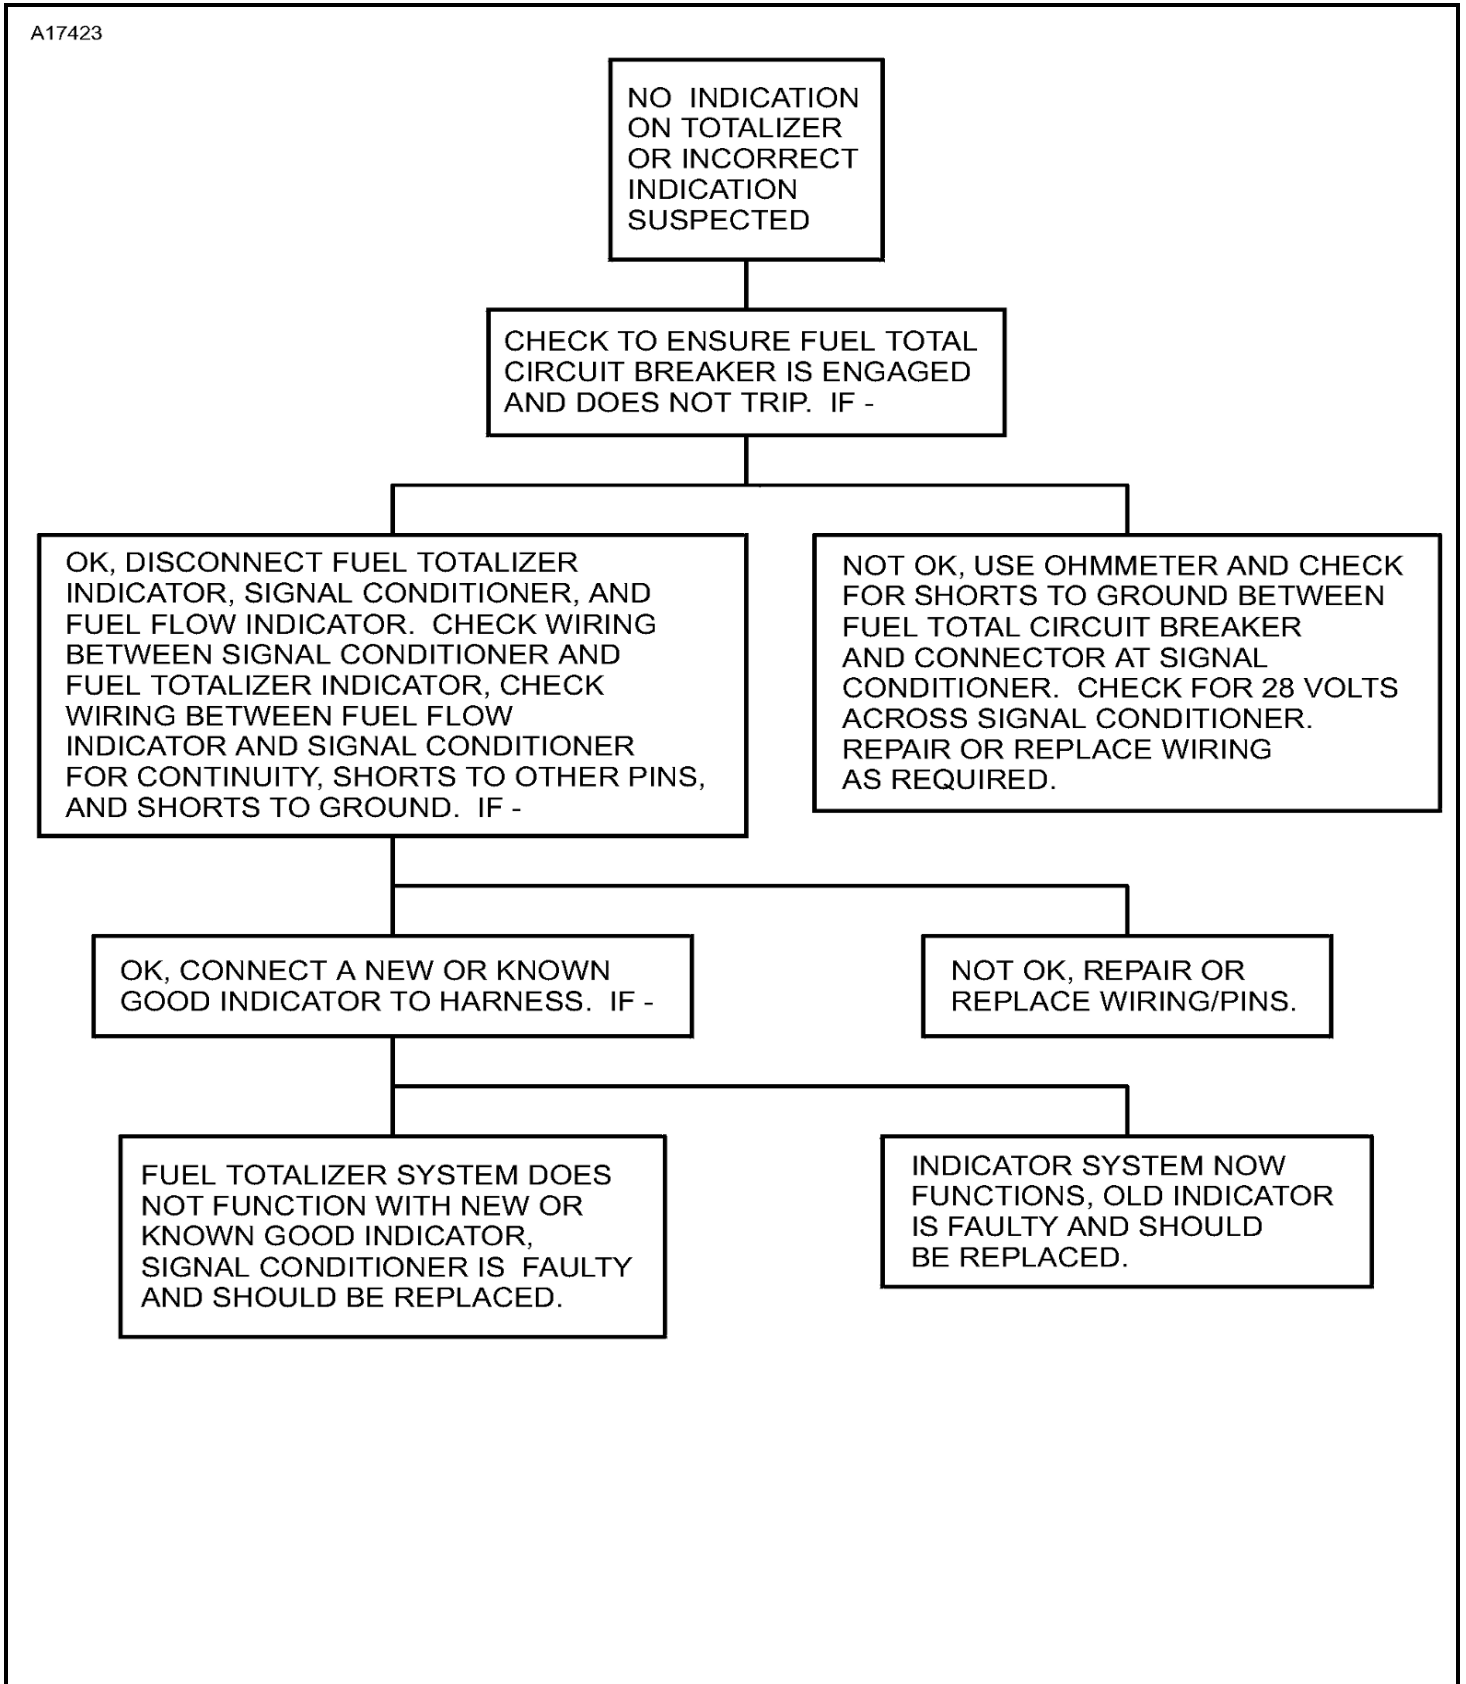 A17423
NO INDICATION
ON TOTALIZER
OR INCORRECT
INDICATION
SUSPECTED
CHECK TO ENSURE FUEL TOTAL
CIRCUIT BREAKER IS ENGAGED
AND DOES NOT TRIP. IF -
OK, DISCONNECT FUEL TOTALIZER
INDICATOR, SIGNAL CONDITIONER, AND
FUEL FLOW INDICATOR. CHECK WIRING
BETWEEN SIGNAL CONDITIONER AND
FUEL TOTALIZER INDICATOR, CHECK
WIRING BETWEEN FUEL FLOW
INDICATOR AND SIGNAL CONDITIONER
FOR CONTINUITY, SHORTS TO OTHER PINS,
AND SHORTS TO GROUND. IF -
NOT OK, USE OHMMETER AND CHECK
FOR SHORTS TO GROUND BETWEEN
FUEL TOTAL CIRCUIT BREAKER
AND CONNECTOR AT SIGNAL
CONDITIONER. CHECK FOR 28 VOLTS
ACROSS SIGNAL CONDITIONER.
REPAIR OR REPLACE WIRING
AS REQUIRED.
OK, CONNECT A NEW OR KNOWN
GOOD INDICATOR TO HARNESS. IF -
NOT OK, REPAIR OR
REPLACE WIRING/PINS.
FUEL TOTALIZER SYSTEM DOES
NOT FUNCTION WITH NEW OR
KNOWN GOOD INDICATOR,
SIGNAL CONDITIONER IS FAULTY
AND SHOULD BE REPLACED.
INDICATOR SYSTEM NOW
FUNCTIONS, OLD INDICATOR
IS FAULTY AND SHOULD
BE REPLACED.